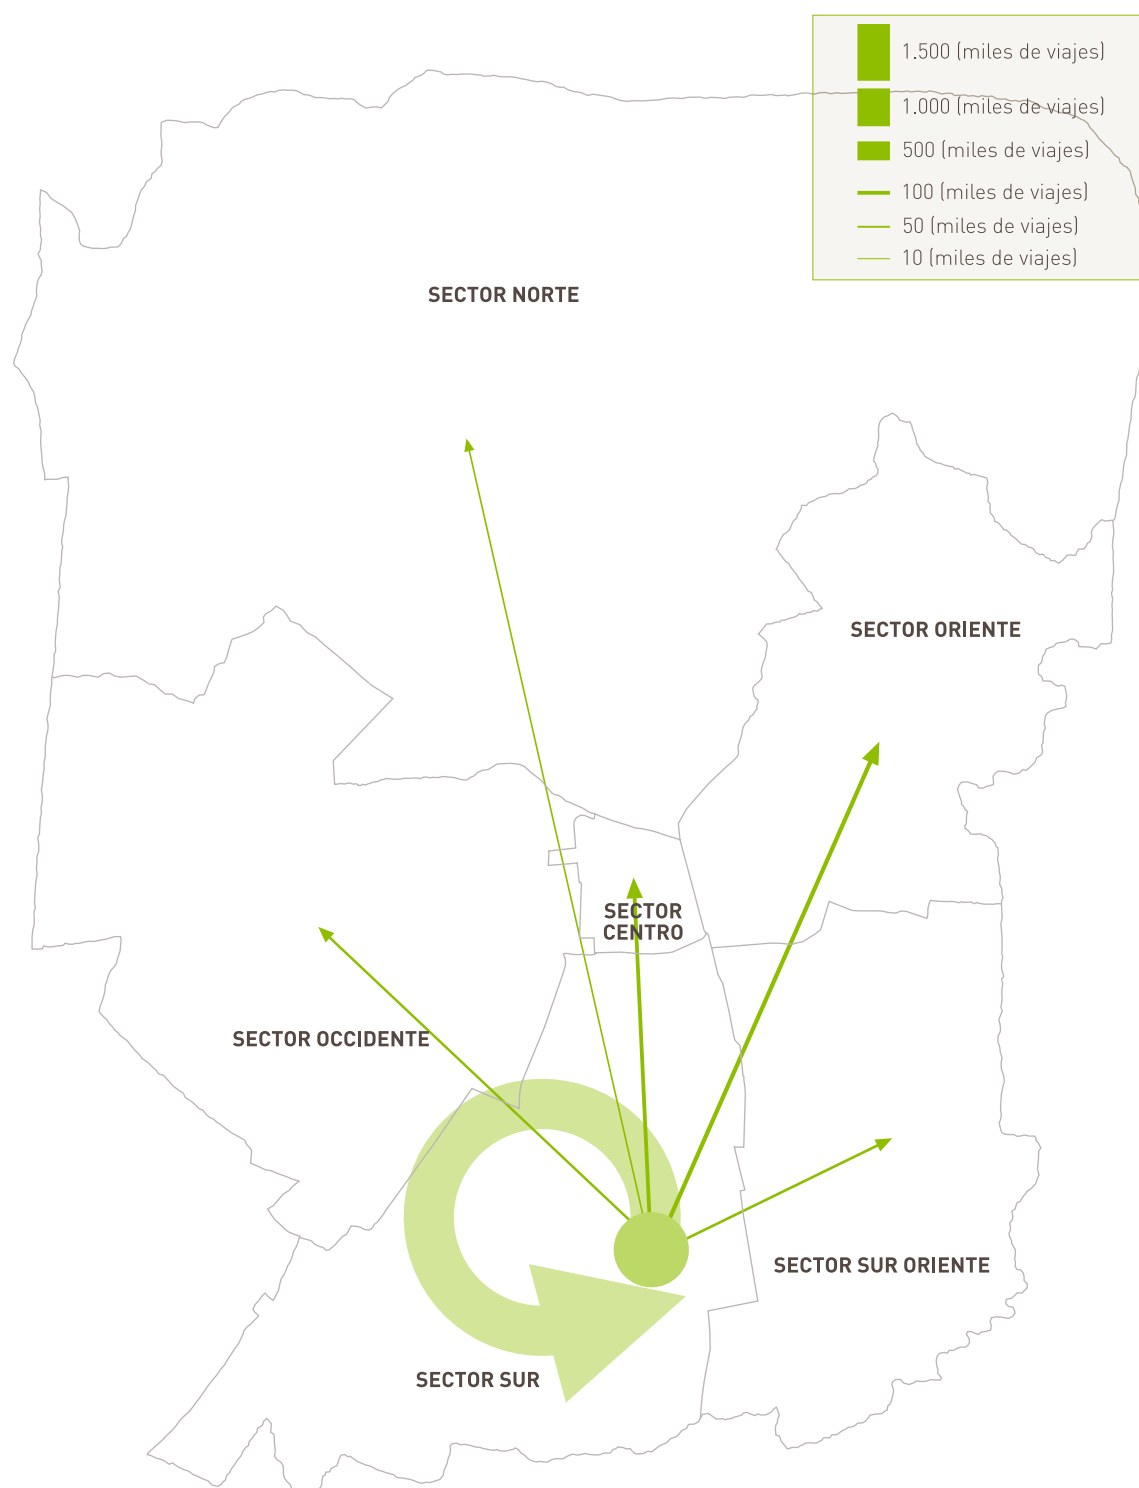 1.500 (miles de viajes)
1.000 (miles de viajes)
500 (miles de viajes)
100 (miles de viajes)
50 (miles de viajes)
10 (miles de viajes)
SECTOR NORTE
SECTOR ORIENTE
SECTOR
CENTRO
SECTOR OCCIDENTE
SECTOR SUR ORIENTE
SECTOR SUR